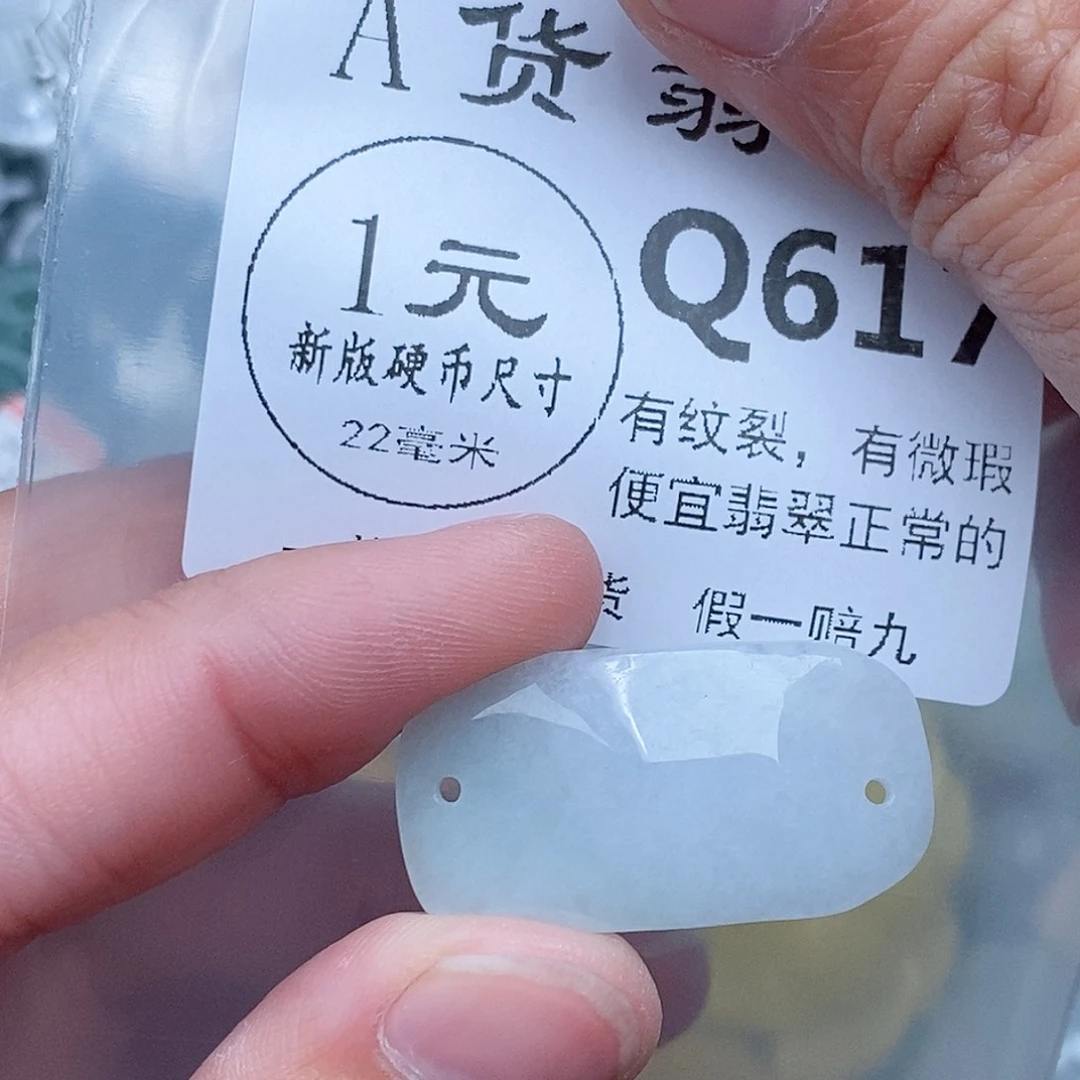 A货
1元
新版硬币尺寸
22毫米
Q617
有纹裂，有微瑕
便宜翡翠正常的
货 假一赔九